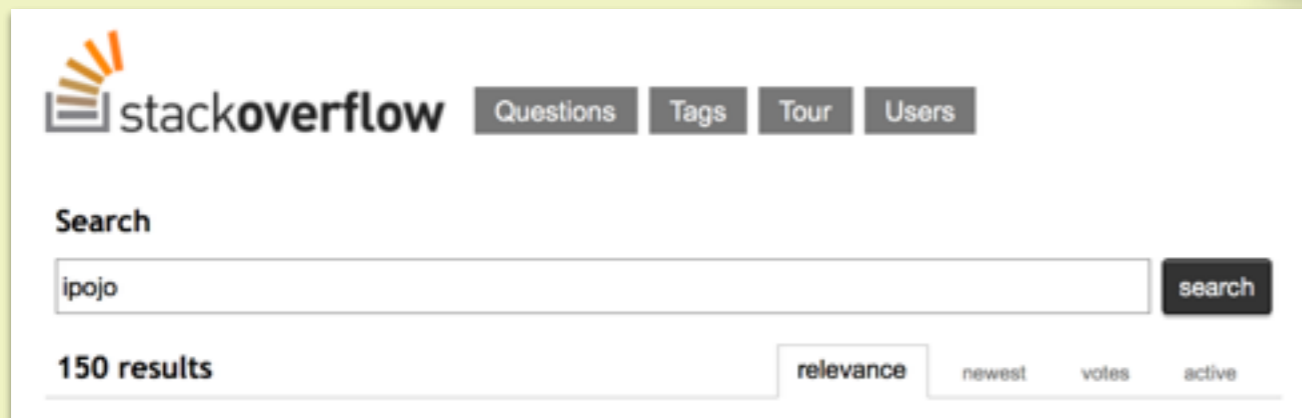 stackoverflow Questions Tags Tour Users
Search
ipojo search
150 results relevance newest votes active